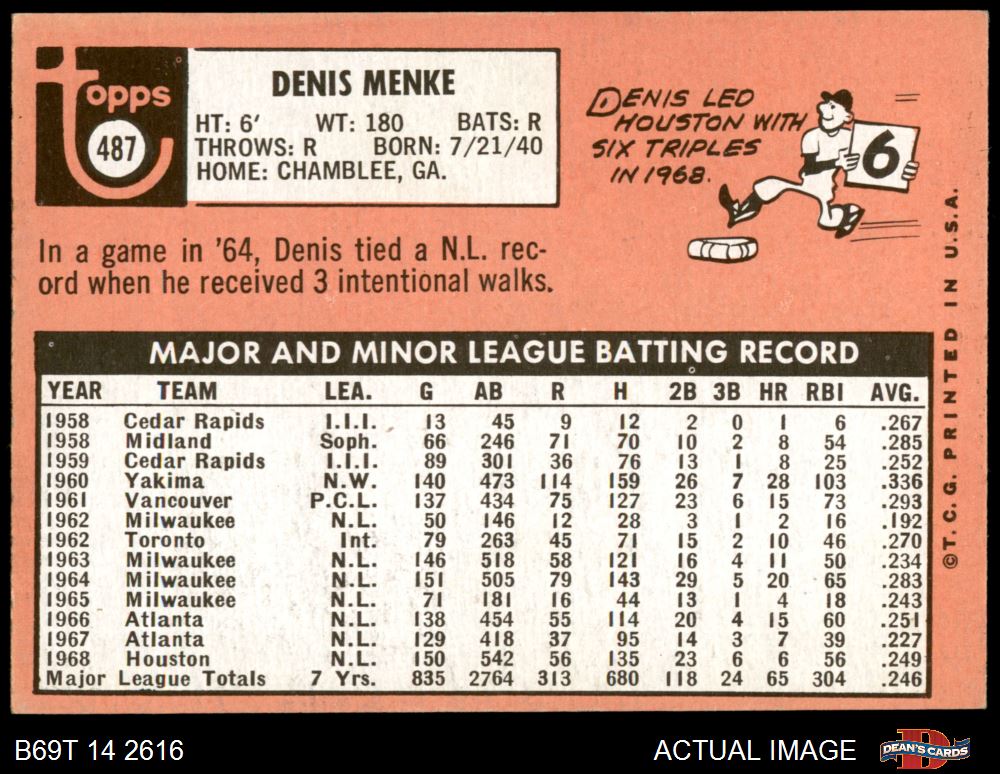 topps
487
DENIS MENKE
HT: 6' WT: 180 BATS: R
THROWS: R BORN: 7/21/40
HOME: CHAMBLEE, GA.
DENIS LED
HOUSTON WITH
SIX TRIPLES
IN 1968.
6
In a game in '64, Denis tied a N.L. rec-
ord when he received 3 intentional walks.
MAJOR AND MINOR LEAGUE BATTING RECORD
YEAR TEAM LEA. G AB R H 2B 3B HR RBI AVG.
1958 Cedar Rapids I.I.I. 13 45 9 12 2 0 1 6 .267
1958 Midland Soph. 66 246 71 70 10 2 8 54 .285
1959 Cedar Rapids I.I.I. 89 301 36 76 13 1 8 25 .252
1960 Yakima N.W. 140 473 114 159 26 7 28 103 .336
1961 Vancouver P.C.L. 137 434 75 127 23 6 15 73 .293
1962 Milwaukee N.L. 50 146 12 28 3 1 2 16 .192
1962 Toronto Int. 79 263 45 71 15 2 10 46 .270
1963 Milwaukee N.L. 146 518 58 121 16 4 11 50 .234
1964 Milwaukee N.L. 151 505 79 143 29 5 20 65 .283
1965 Milwaukee N.L. 71 181 16 44 13 1 4 18 .243
1966 Atlanta N.L. 138 454 55 114 20 4 15 60 .251
1967 Atlanta N.L. 129 418 37 95 14 3 7 39 .227
1968 Houston N.L. 150 542 56 135 23 6 6 56 .249
Major League Totals 7 Yrs. 835 2764 313 680 118 24 65 304 .246
©T.C.G. PRINTED IN U.S.A.
B69T 14 2616
ACTUAL IMAGE
DEAN'S CARDS